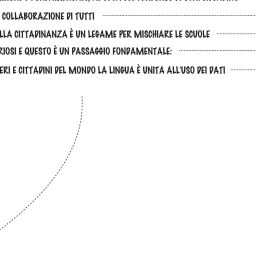 COLLABORAZIONE DI TUTTI
LLA CITTADINANZA È UN LEGAME PER MISCHIARE LE SCUOLE
RIOSI E QUESTO È UN PASSAGGIO FONDAMENTALE:
ERI E CITTADINI DEL MONDO LA LINGUA È UNITA ALL'USO DEI DATI